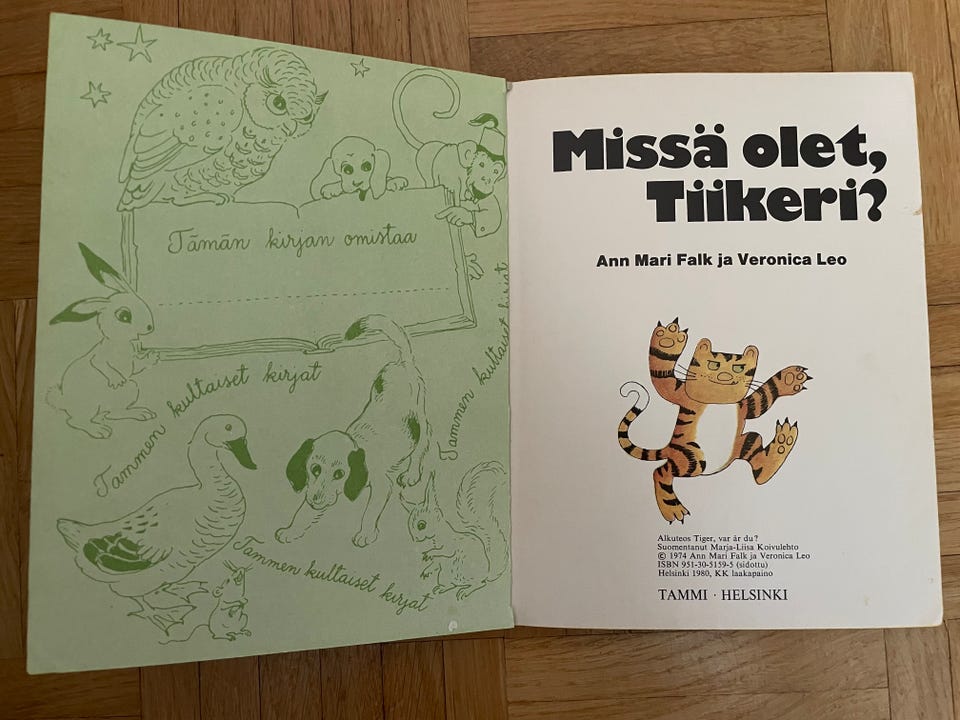 Tämän kirjan omistaa
Tammen kultaiset kirjat
Tammen kultaiset kirjat
Tammen kultaiset kirjat
Missä olet,
Tiikeri?
Ann Mari Falk ja Veronica Leo
Alkuteos Tiger, var är du?
Suomentanut Marja-Liisa Koivulehto
© 1974 Ann Mari Falk ja Veronica Leo
ISBN 951-30-5159-5 (sidottu)
Helsinki 1980, KK laakapaino
TAMMI · HELSINKI